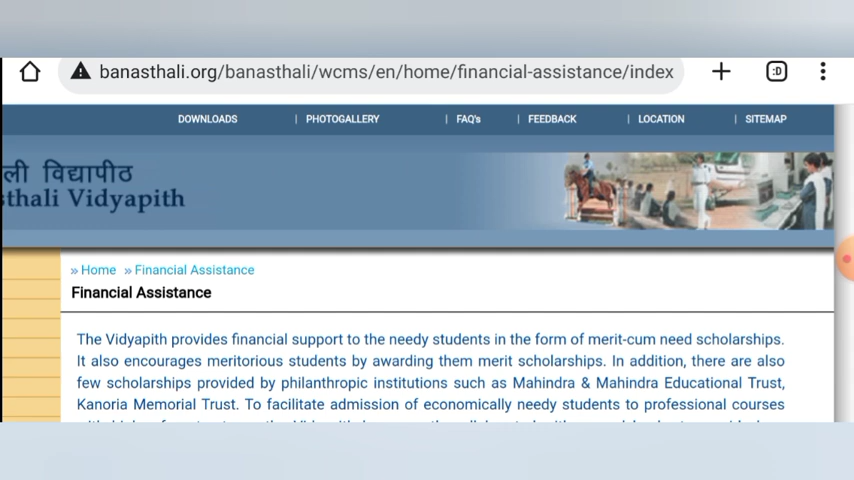 banasthali.org/banasthali/wcms/en/home/financial-assistance/index
:D
DOWNLOADS | PHOTOGALLERY | FAQ's | FEEDBACK | LOCATION | SITEMAP
ली विद्यापीठ
sthali Vidyapith
» Home » Financial Assistance
Financial Assistance
The Vidyapith provides financial support to the needy students in the form of merit-cum need scholarships.
It also encourages meritorious students by awarding them merit scholarships. In addition, there are also
few scholarships provided by philanthropic institutions such as Mahindra & Mahindra Educational Trust,
Kanoria Memorial Trust. To facilitate admission of economically needy students to professional courses